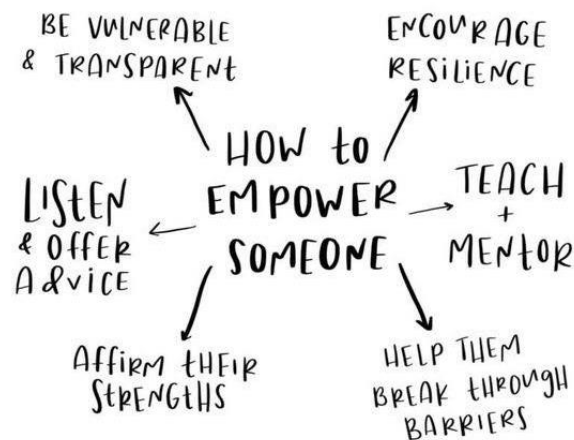 BE VULNERABLE
& TRANSPARENT
ENCOURAGE
RESILIENCE
HOW to
EMPOWER
SOMEONE
LIStEN
& OffER
AdvICE
TEACH
+
MENtOR
AffIRM tHEIR
StRENGtHS
HELP THEM
BREAK tHROUGH
BARRIERS